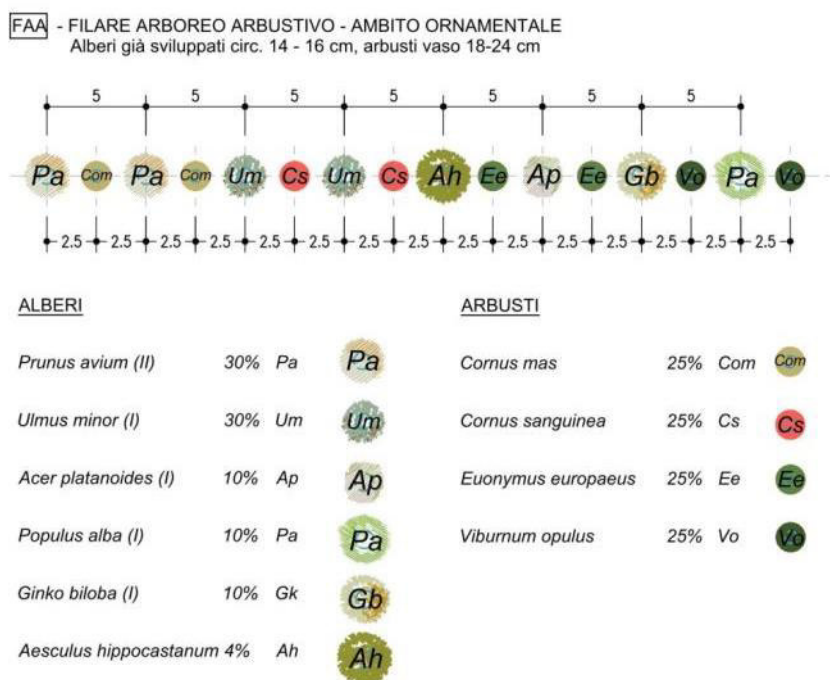 FAA - FILARE ARBOREO ARBUSTIVO - AMBITO ORNAMENTALE
Alberi già sviluppati circ. 14 - 16 cm, arbusti vaso 18-24 cm
5 5 5 5 5 5 5
Pa Com Pa Com Um Cs Um Cs Ah Ee Ap Ee Gb Vo Pa Vo
2.5 2.5 2.5 2.5 2.5 2.5 2.5 2.5 2.5 2.5 2.5 2.5 2.5 2.5 2.5
ALBERI
Prunus avium (II) 30% Pa Pa
Ulmus minor (I) 30% Um Um
Acer platanoides (I) 10% Ap Ap
Populus alba (I) 10% Pa Pa
Ginko biloba (I) 10% Gk Gb
Aesculus hippocastanum 4% Ah Ah
ARBUSTI
Cornus mas 25% Com Com
Cornus sanguinea 25% Cs Cs
Euonymus europaeus 25% Ee Ee
Viburnum opulus 25% Vo Vo